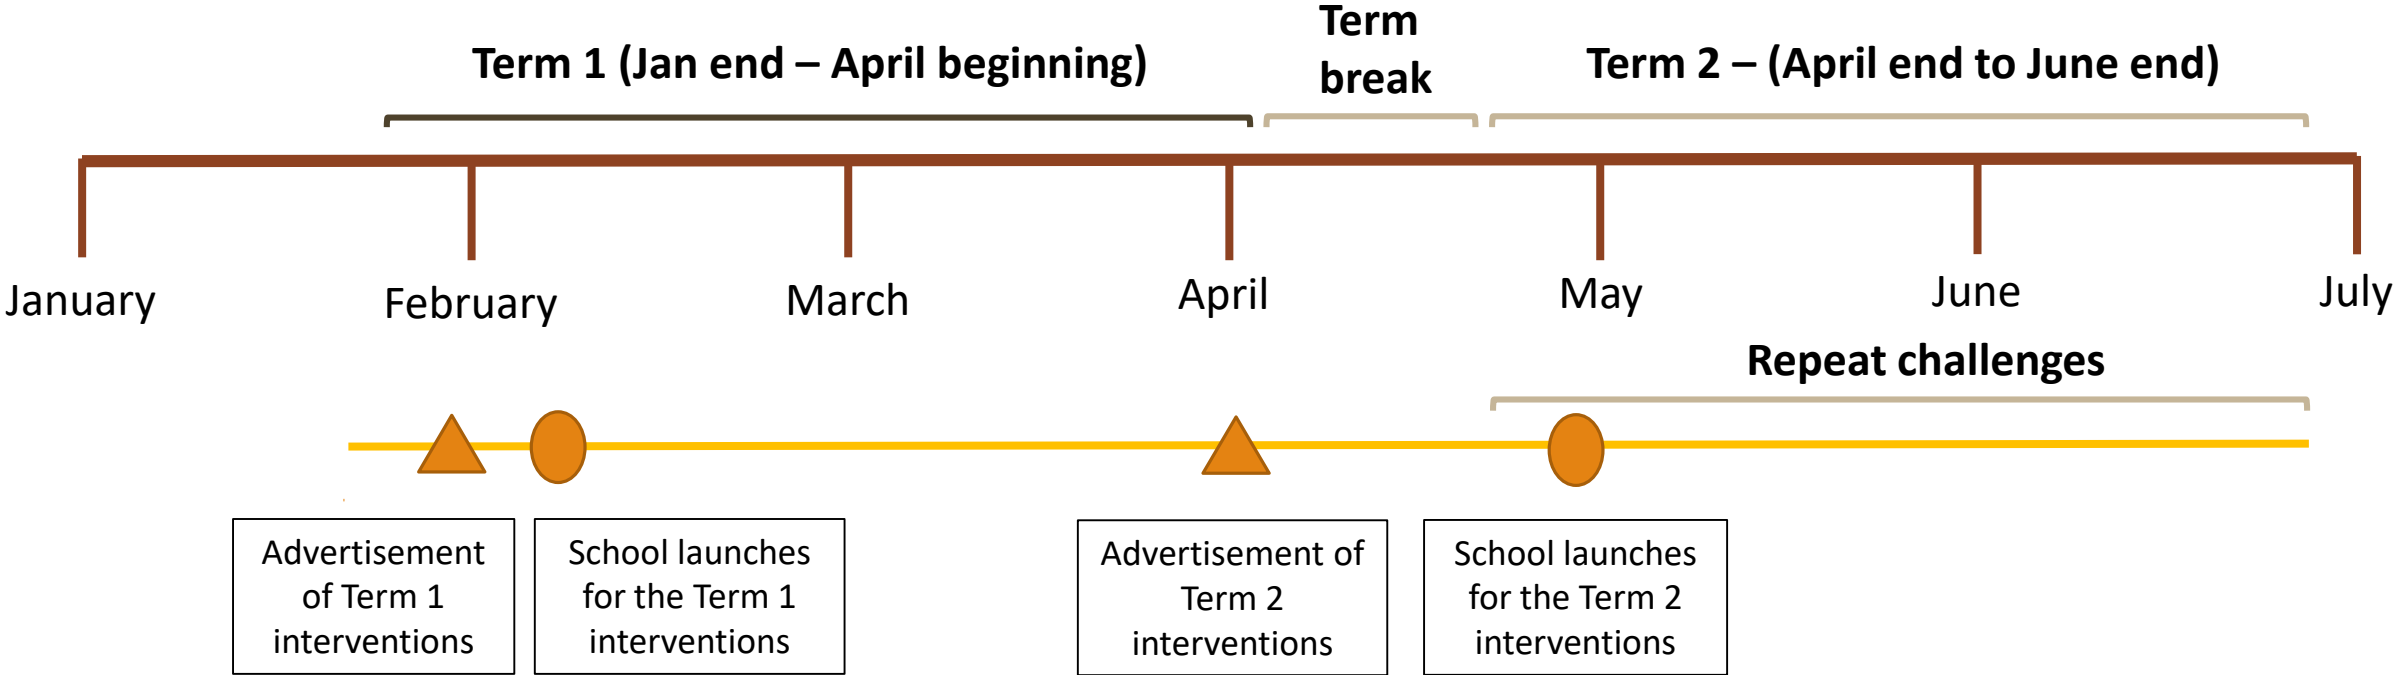 Term 1 (Jan end – April beginning)
Term
break
Term 2 – (April end to June end)
January
February
March
April
May
June
July
Repeat challenges
Advertisement
of Term 1
interventions
School launches
for the Term 1
interventions
Advertisement of
Term 2
interventions
School launches
for the Term 2
interventions